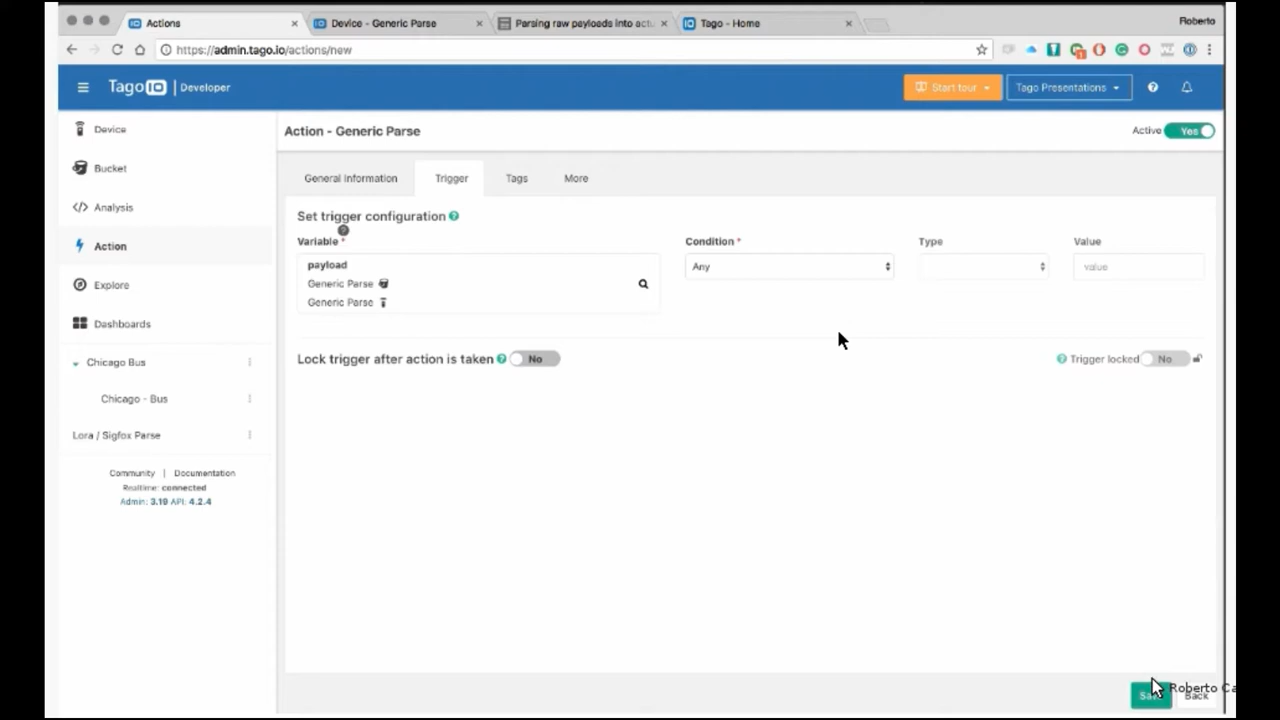 Actions
Device - Generic Parse
Parsing raw payloads into actu
Tago - Home
Roberto
https://admin.tago.io/actions/new
Tago IO | Developer
Start tour
Tago Presentations
Device
Bucket
Analysis
Action
Explore
Dashboards
Chicago Bus
Chicago - Bus
Lora / Sigfox Parse
Community | Documentation
Realtime: connected
Admin: 3.19 API: 4.2.4
Action - Generic Parse
Active Yes
General Information
Trigger
Tags
More
Set trigger configuration
Variable *
Condition *
Type
Value
payload
Generic Parse
Generic Parse
Any
value
Lock trigger after action is taken
No
Trigger locked
No
Back
Roberto